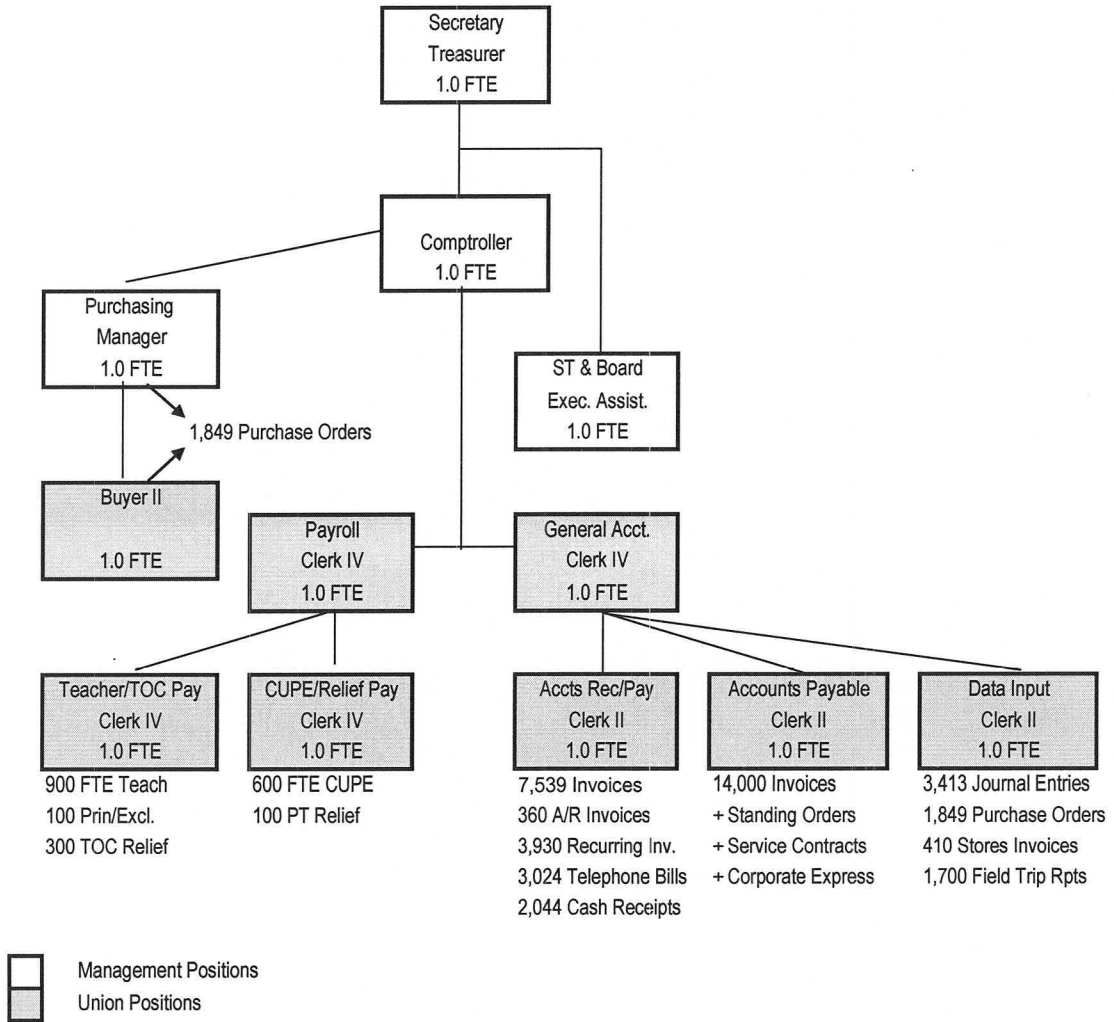 Secretary
Treasurer
1.0 FTE
Comptroller
1.0 FTE
Purchasing
Manager
1.0 FTE
ST & Board
Exec. Assist.
1.0 FTE
1,849 Purchase Orders
Buyer II
1.0 FTE
Payroll
Clerk IV
1.0 FTE
General Acct.
Clerk IV
1.0 FTE
Teacher/TOC Pay
Clerk IV
1.0 FTE
900 FTE Teach
100 Prin/Excl.
300 TOC Relief
CUPE/Relief Pay
Clerk IV
1.0 FTE
600 FTE CUPE
100 PT Relief
Accts Rec/Pay
Clerk II
1.0 FTE
7,539 Invoices
360 A/R Invoices
3,930 Recurring Inv.
3,024 Telephone Bills
2,044 Cash Receipts
Accounts Payable
Clerk II
1.0 FTE
14,000 Invoices
+ Standing Orders
+ Service Contracts
+ Corporate Express
Data Input
Clerk II
1.0 FTE
3,413 Journal Entries
1,849 Purchase Orders
410 Stores Invoices
1,700 Field Trip Rpts
Management Positions
Union Positions